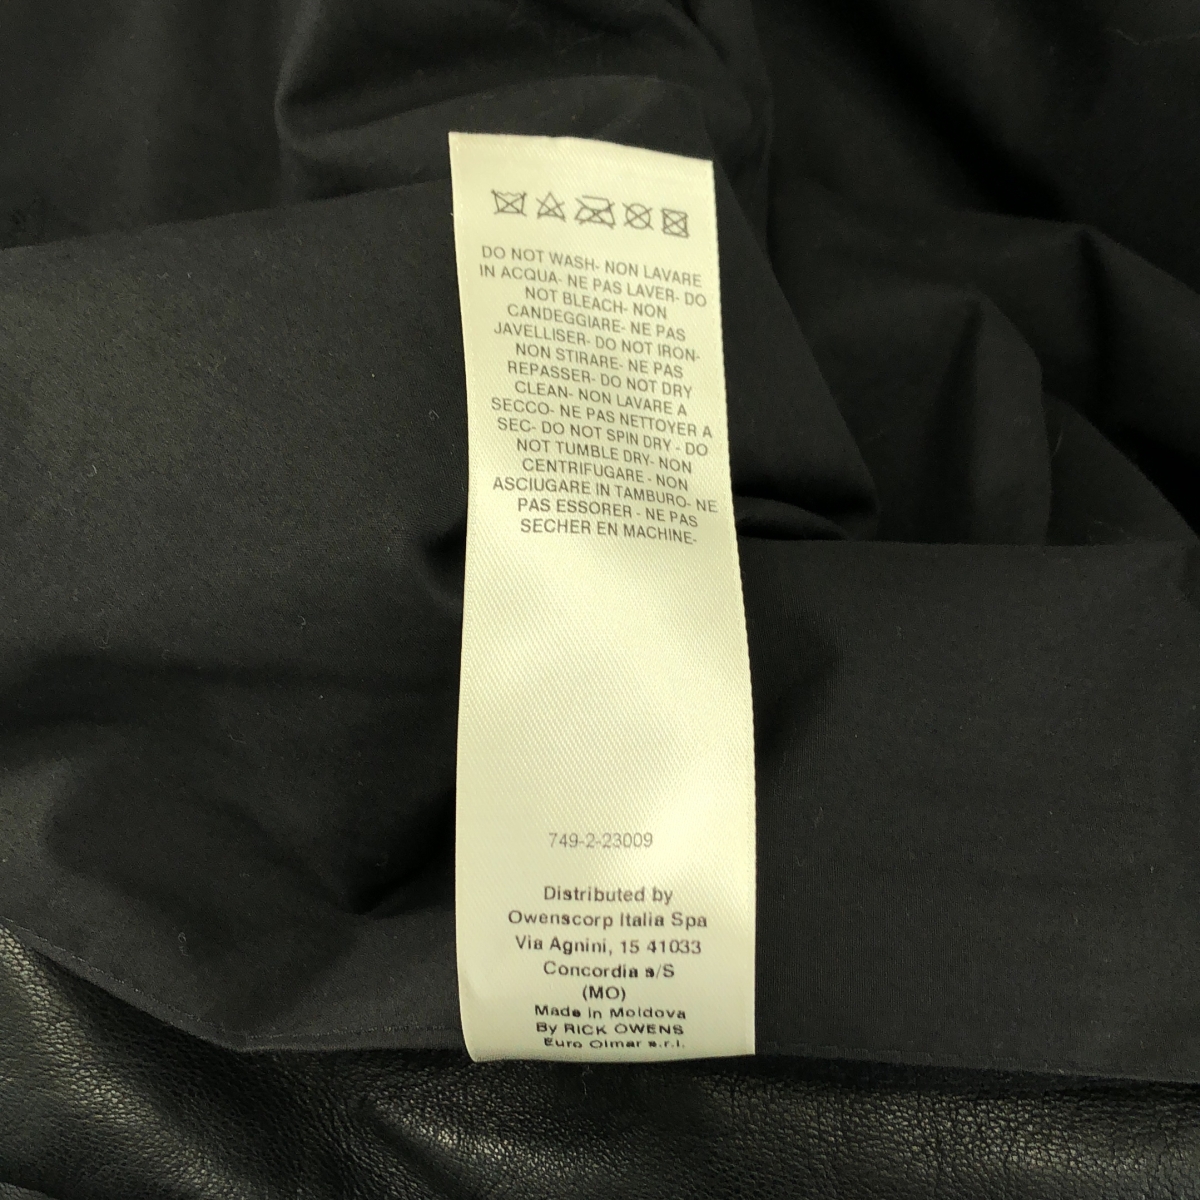 DO NOT WASH- NON LAVARE
IN ACQUA- NE PAS LAVER- DO
NOT BLEACH- NON
CANDEGGIARE- NE PAS
JAVELLISER- DO NOT IRON-
NON STIRARE- NE PAS
REPASSER- DO NOT DRY
CLEAN- NON LAVARE A
SECCO- NE PAS NETTOYER A
SEC- DO NOT SPIN DRY - DO
NOT TUMBLE DRY- NON
CENTRIFUGARE - NON
ASCIUGARE IN TAMBURO- NE
PAS ESSORER - NE PAS
SECHER EN MACHINE-
749-2-23009
Distributed by
Owenscorp Italia Spa
Via Agnini, 15 41033
Concordia s/S
(MO)
Made in Moldova
By RICK OWENS
Euro Olmar s.r.l.